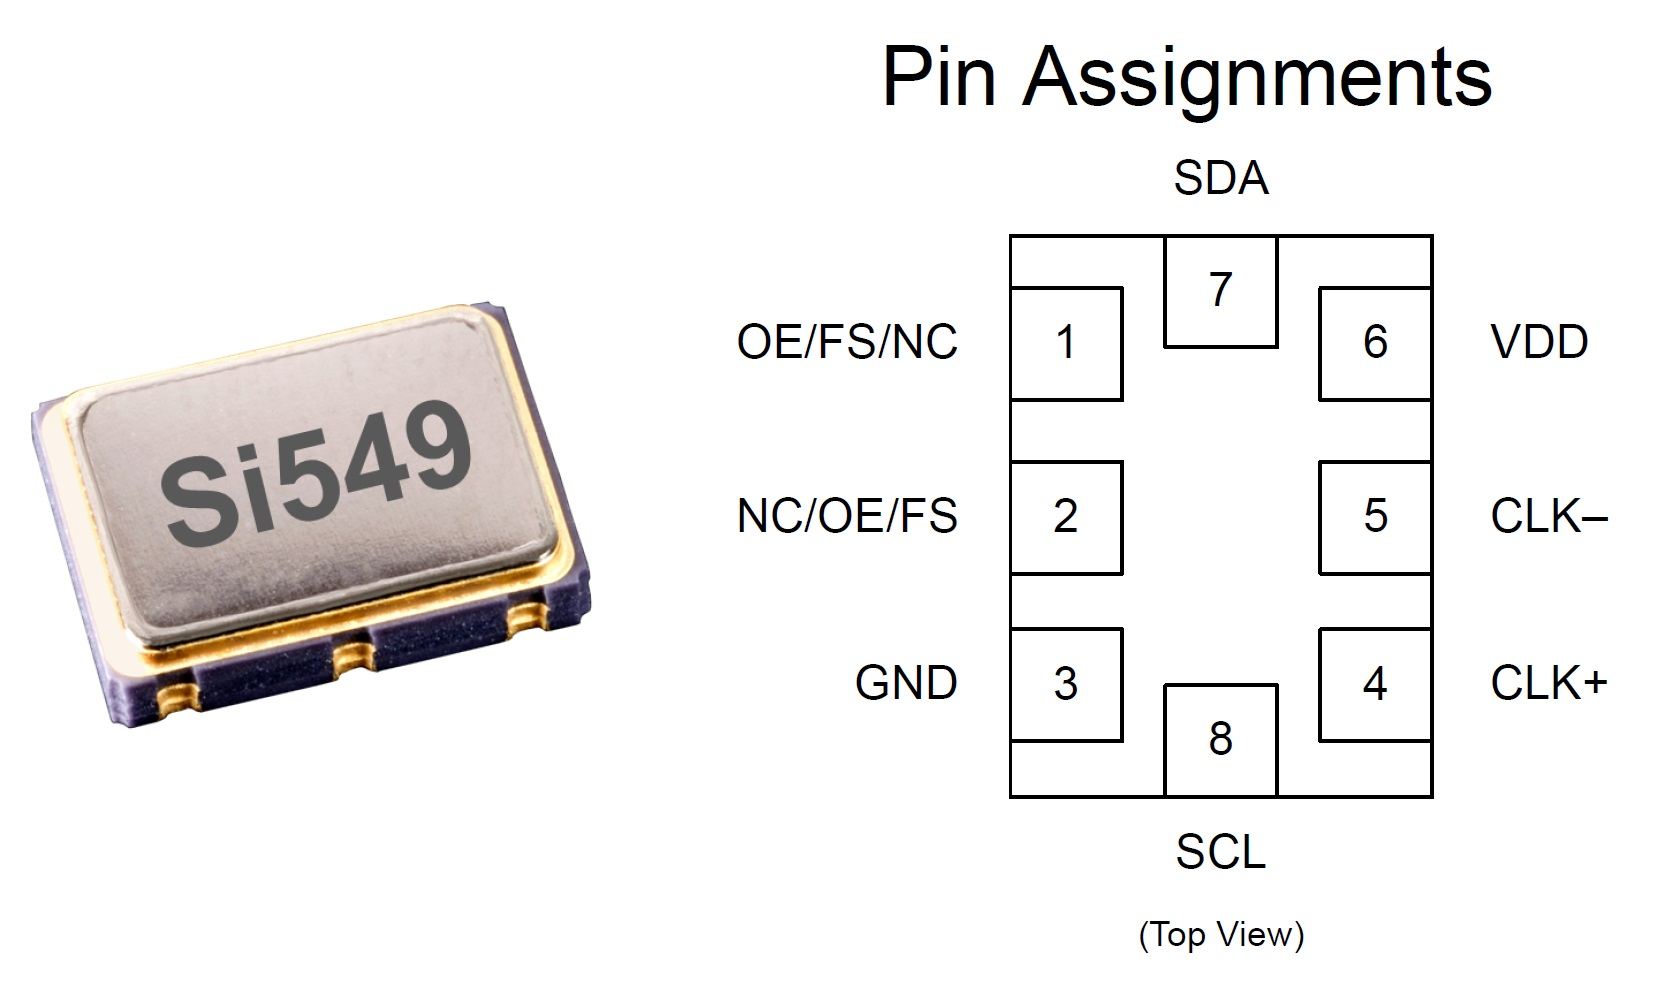 Pin Assignments
SDA
Si549
7
OE/FS/NC 1 6 VDD
NC/OE/FS 2 5 CLK–
GND 3 4 CLK+
8
SCL
(Top View)